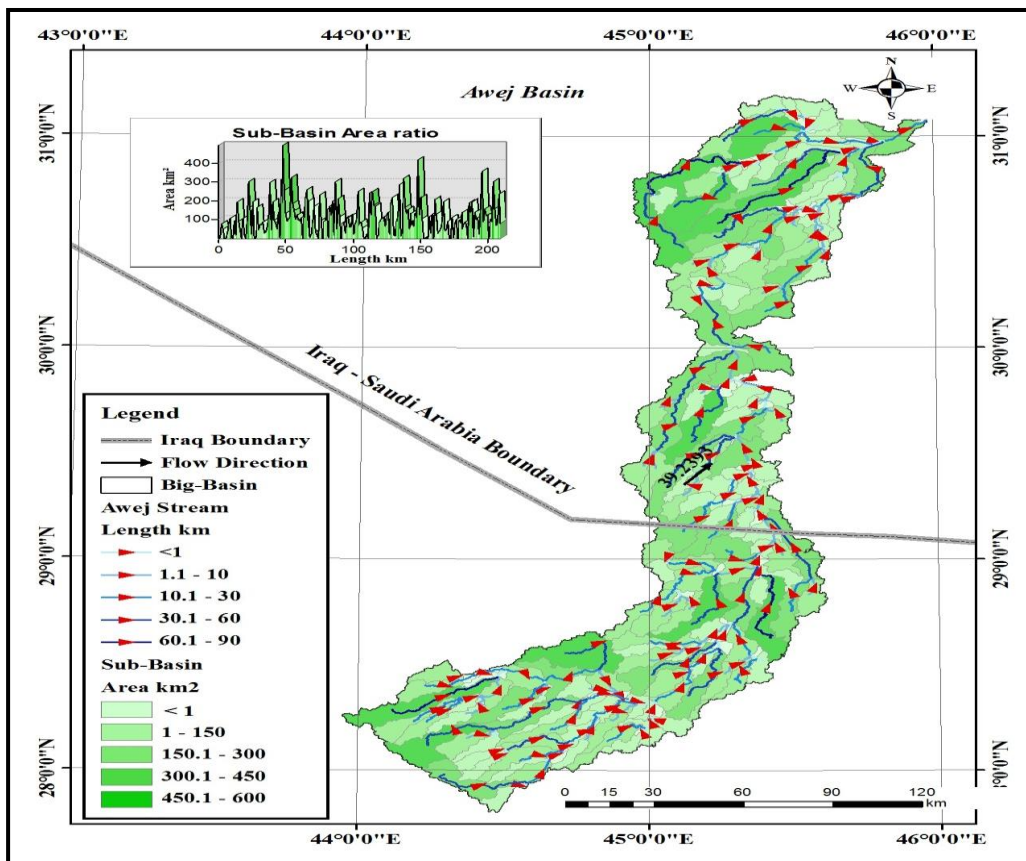 43°0'0"E 44°0'0"E 45°0'0"E 46°0'0"E
Awej Basin
N
W E
S
31°0'0"N
31°0'0"N
Sub-Basin Area ratio
Area km²
400
300
200
100
0 50 100 150 200
Length km
30°0'0"N
30°0'0"N
Iraq - Saudi Arabia Boundary
39.2393
Legend
Iraq Boundary
Flow Direction
Big-Basin
Awej Stream
Length km
<1
1.1 - 10
10.1 - 30
30.1 - 60
60.1 - 90
Sub-Basin
Area km2
< 1
1 - 150
150.1 - 300
300.1 - 450
450.1 - 600
29°0'0"N
29°0'0"N
28°0'0"N
8°0'0"N
0 15 30 60 90 120
km
44°0'0"E 45°0'0"E 46°0'0"E